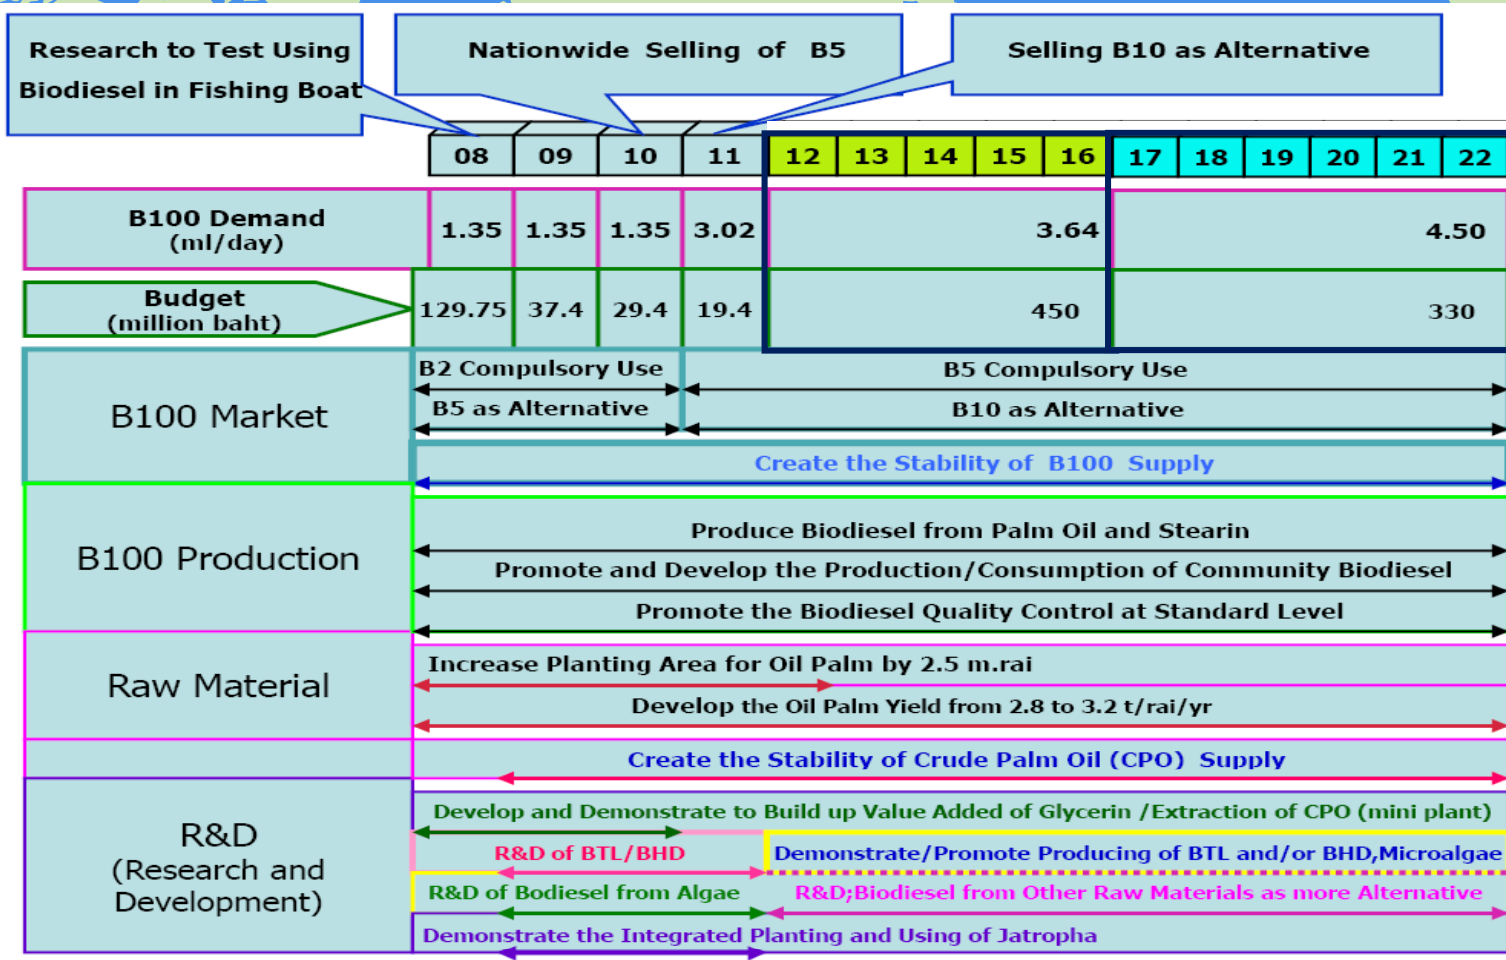 Research to Test Using
Biodiesel in Fishing Boat
Nationwide Selling of B5
Selling B10 as Alternative
08 09 10 11 12 13 14 15 16 17 18 19 20 21 22
B100 Demand
(ml/day)
1.35 1.35 1.35 3.02 3.64 4.50
Budget
(million baht)
129.75 37.4 29.4 19.4 450 330
B100 Market
B2 Compulsory Use
B5 Compulsory Use
B5 as Alternative
B10 as Alternative
Create the Stability of B100 Supply
B100 Production
Produce Biodiesel from Palm Oil and Stearin
Promote and Develop the Production/Consumption of Community Biodiesel
Promote the Biodiesel Quality Control at Standard Level
Raw Material
Increase Planting Area for Oil Palm by 2.5 m.rai
Develop the Oil Palm Yield from 2.8 to 3.2 t/rai/yr
Create the Stability of Crude Palm Oil (CPO) Supply
R&D
(Research and
Development)
Develop and Demonstrate to Build up Value Added of Glycerin /Extraction of CPO (mini plant)
R&D of BTL/BHD
Demonstrate/Promote Producing of BTL and/or BHD,Microalgae
R&D of Bodiesel from Algae
R&D;Biodiesel from Other Raw Materials as more Alternative
Demonstrate the Integrated Planting and Using of Jatropha